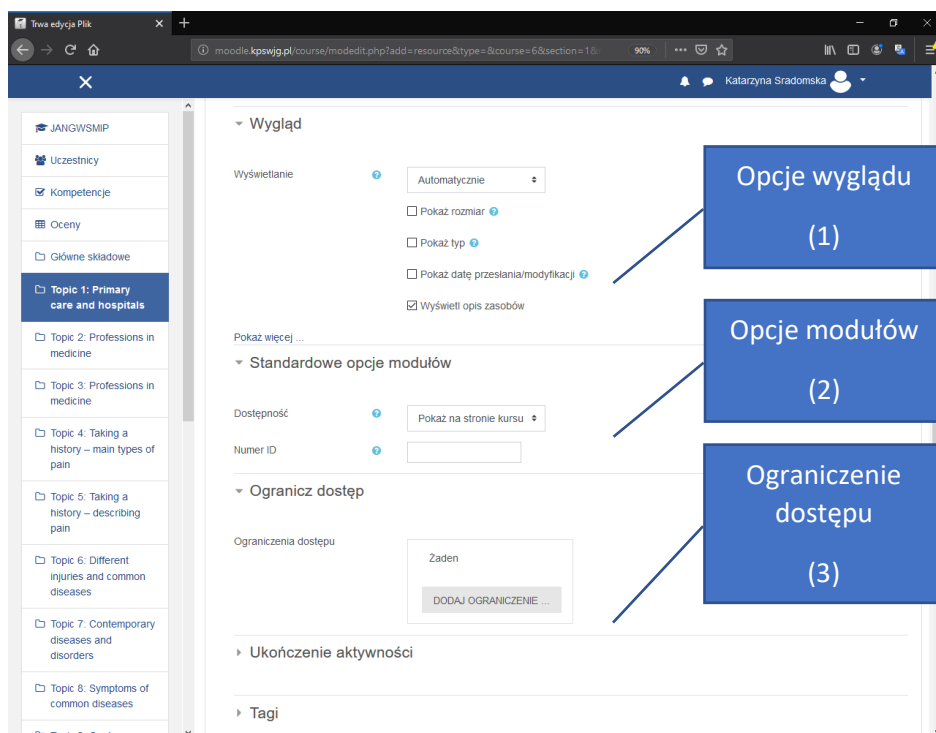 Trwa edycja Plik
moodle.kpswjg.pl/course/modedit.php?add=resource&type=&course=6&section=1&
90%
Katarzyna Sradomska
JANGWSMIP
Uczestnicy
Kompetencje
Oceny
Główne składowe
Topic 1: Primary
care and hospitals
Topic 2: Professions in
medicine
Topic 3: Professions in
medicine
Topic 4: Taking a
history – main types of
pain
Topic 5: Taking a
history – describing
pain
Topic 6: Different
injuries and common
diseases
Topic 7: Contemporary
diseases and
disorders
Topic 8: Symptoms of
common diseases
Wygląd
Wyświetlanie
Automatycznie
Pokaż rozmiar
Pokaż typ
Pokaż datę przesłania/modyfikacji
Wyświetl opis zasobów
Pokaż więcej ...
Standardowe opcje modułów
Dostępność
Pokaż na stronie kursu
Numer ID
Ogranicz dostęp
Ograniczenia dostępu
Żaden
DODAJ OGRANICZENIE ...
Ukończenie aktywności
Tagi
Opcje wyglądu
(1)
Opcje modułów
(2)
Ograniczenie
dostępu
(3)